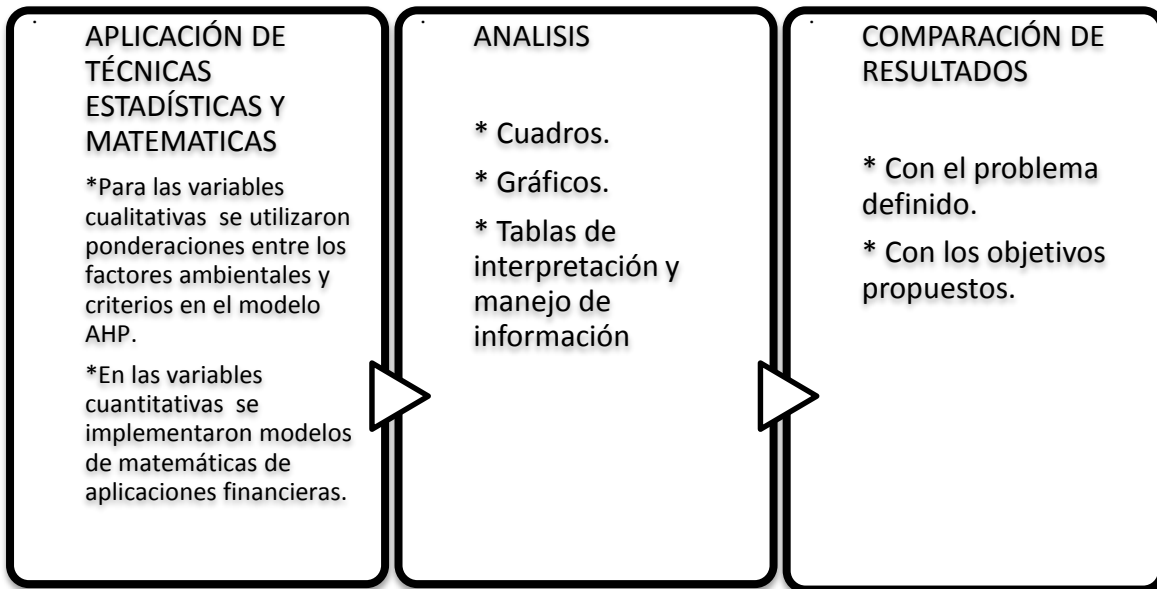 APLICACIÓN DE
TÉCNICAS
ESTADÍSTICAS Y
MATEMATICAS
*Para las variables
cualitativas se utilizaron
ponderaciones entre los
factores ambientales y
criterios en el modelo
AHP.
*En las variables
cuantitativas se
implementaron modelos
de matemáticas de
aplicaciones financieras.
ANALISIS
* Cuadros.
* Gráficos.
* Tablas de
interpretación y
manejo de
información
COMPARACIÓN DE
RESULTADOS
* Con el problema
definido.
* Con los objetivos
propuestos.